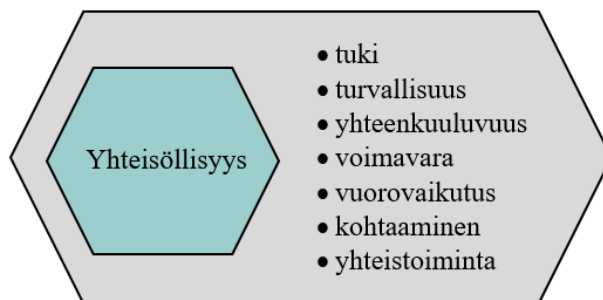 Yhteisöllisyys
• tuki
• turvallisuus
• yhteenkuuluvuus
• voimavara
• vuorovaikutus
• kohtaaminen
• yhteistoiminta